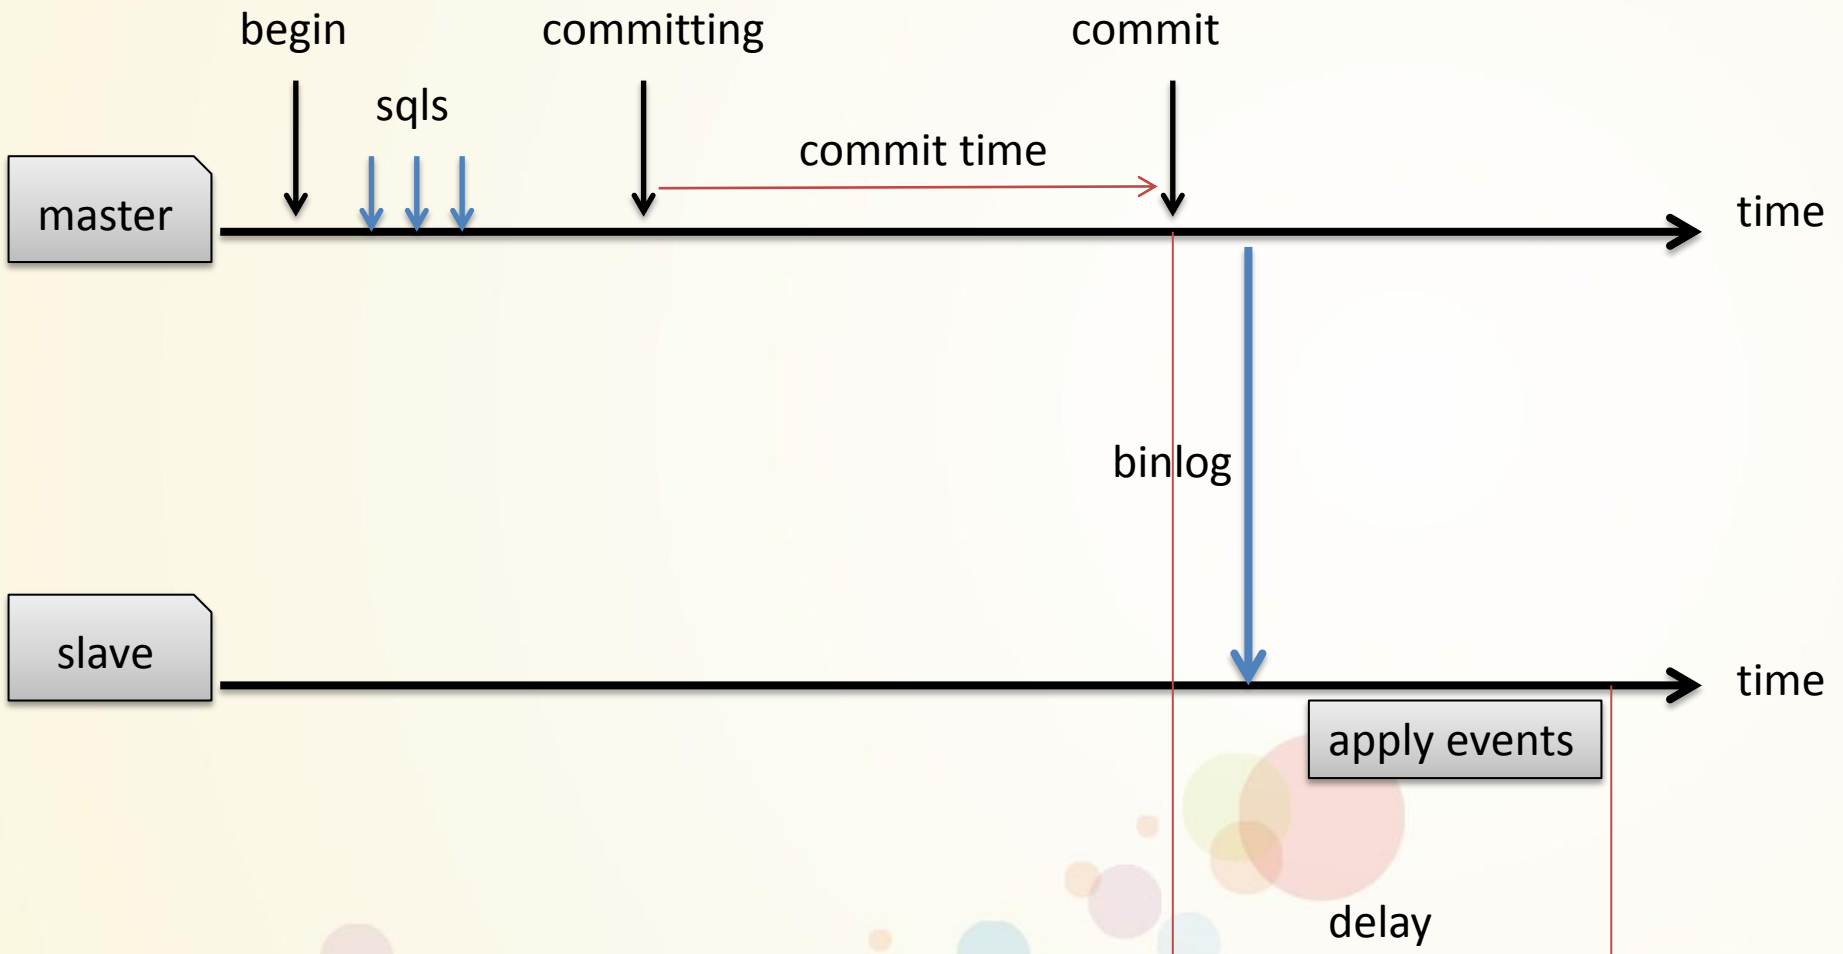 begin
committing
commit
sqls
commit time
master
time
binlog
slave
time
apply events
delay